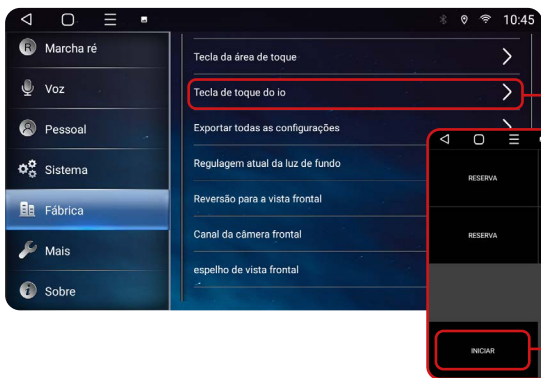 10:45
R Marcha ré
Voz
Pessoal
Sistema
Fábrica
Mais
i Sobre
Tecla da área de toque
Tecla de toque do io
Exportar todas as configurações
Regulagem atual da luz de fundo
Reversão para a vista frontal
Canal da câmera frontal
espelho de vista frontal
RESERVA
RESERVA
INICIAR